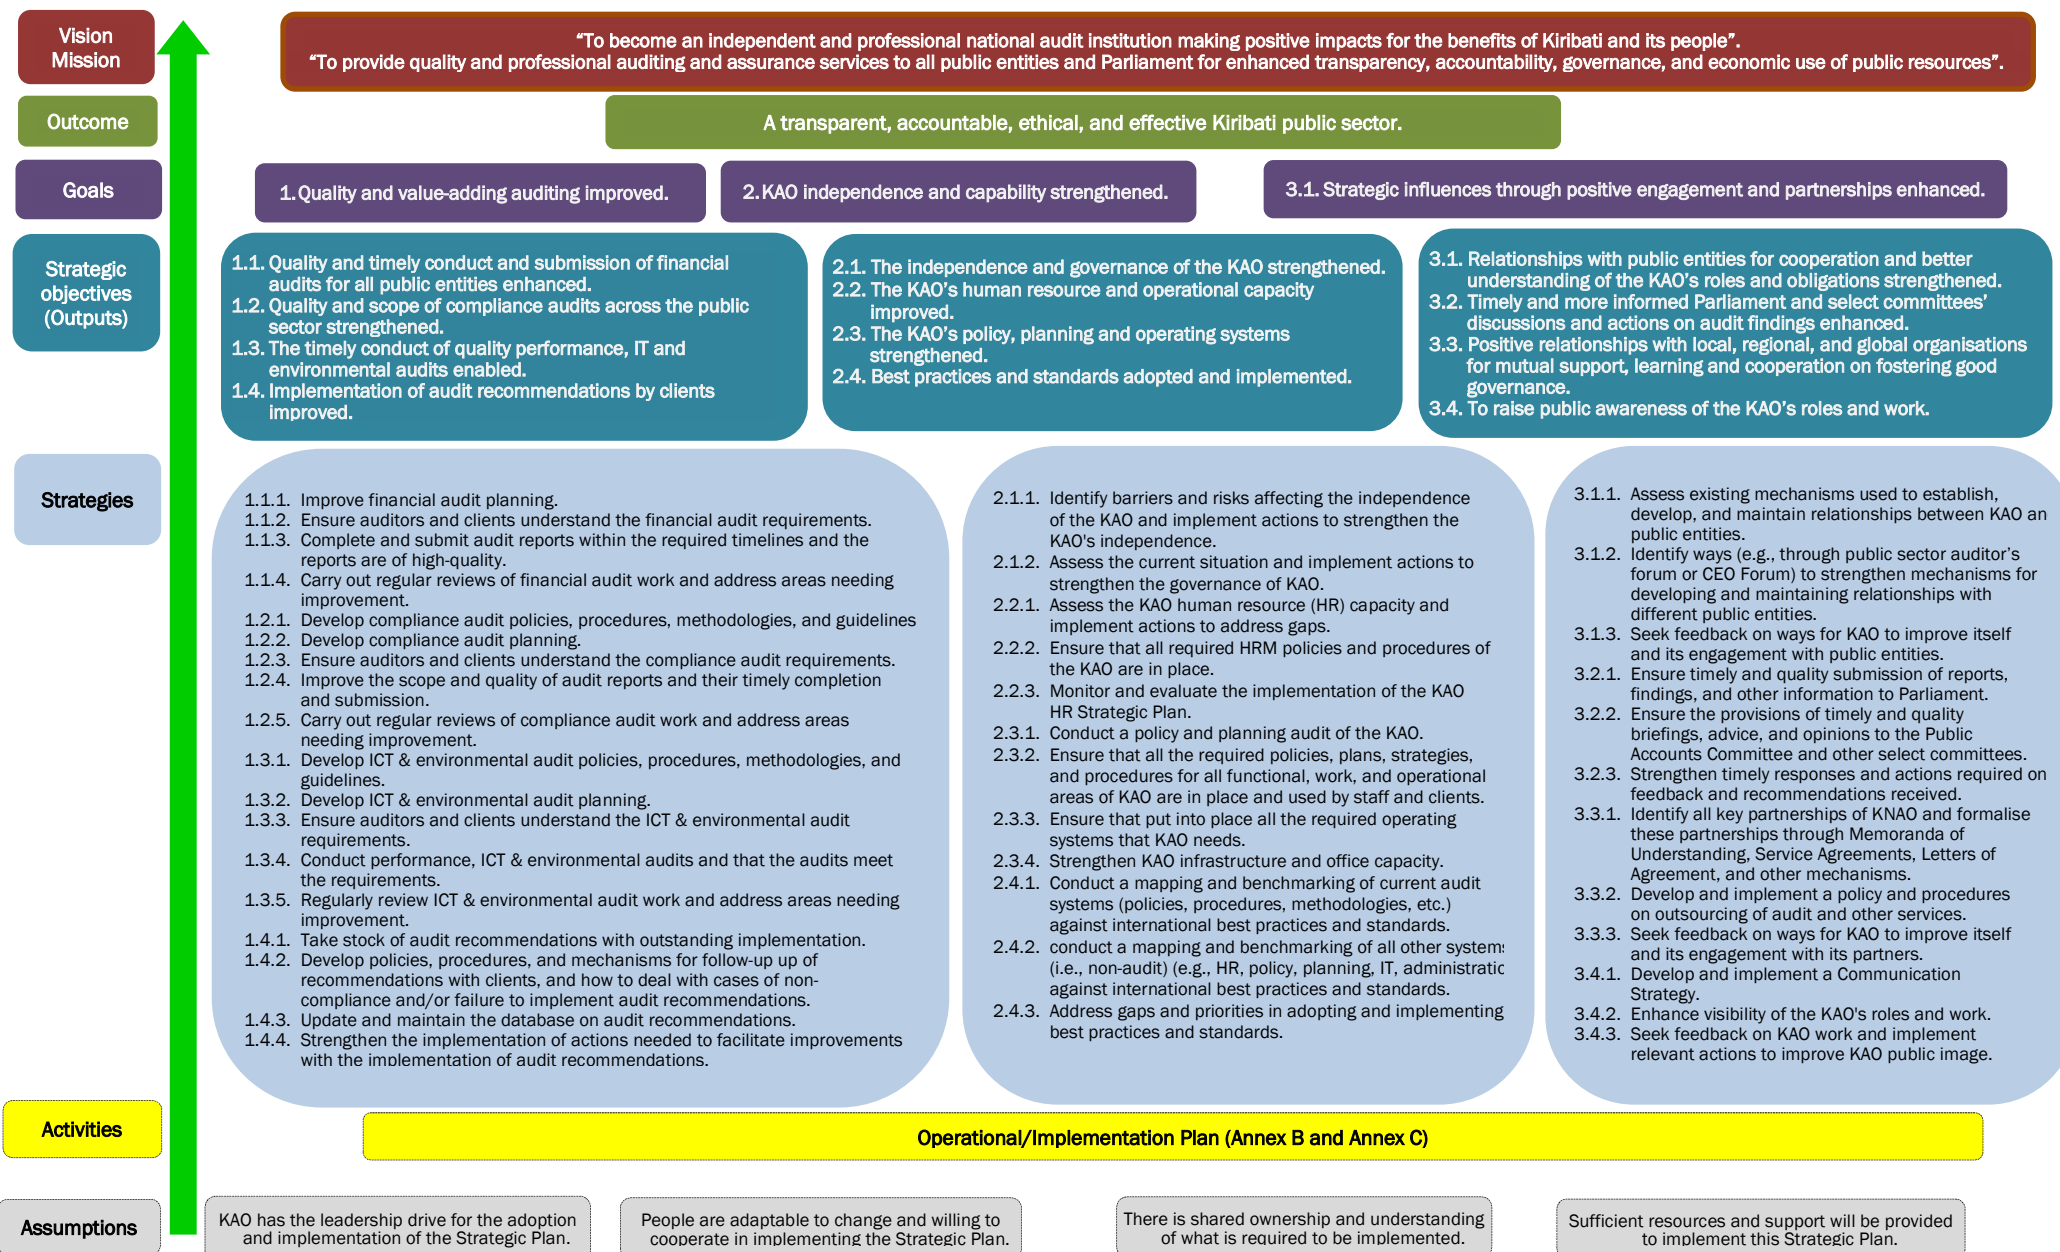 Vision
Mission
“To become an independent and professional national audit institution making positive impacts for the benefits of Kiribati and its people”.
“To provide quality and professional auditing and assurance services to all public entities and Parliament for enhanced transparency, accountability, governance, and economic use of public resources”.
Outcome
A transparent, accountable, ethical, and effective Kiribati public sector.
Goals
1. Quality and value-adding auditing improved.
2. KAO independence and capability strengthened.
3.1. Strategic influences through positive engagement and partnerships enhanced.
Strategic
objectives
(Outputs)
1.1. Quality and timely conduct and submission of financial
audits for all public entities enhanced.
1.2. Quality and scope of compliance audits across the public
sector strengthened.
1.3. The timely conduct of quality performance, IT and
environmental audits enabled.
1.4. Implementation of audit recommendations by clients
improved.
2.1. The independence and governance of the KAO strengthened.
2.2. The KAO’s human resource and operational capacity
improved.
2.3. The KAO’s policy, planning and operating systems
strengthened.
2.4. Best practices and standards adopted and implemented.
3.1. Relationships with public entities for cooperation and better
understanding of the KAO’s roles and obligations strengthened.
3.2. Timely and more informed Parliament and select committees’
discussions and actions on audit findings enhanced.
3.3. Positive relationships with local, regional, and global organisations
for mutual support, learning and cooperation on fostering good
governance.
3.4. To raise public awareness of the KAO’s roles and work.
Strategies
1.1.1. Improve financial audit planning.
1.1.2. Ensure auditors and clients understand the financial audit requirements.
1.1.3. Complete and submit audit reports within the required timelines and the
reports are of high-quality.
1.1.4. Carry out regular reviews of financial audit work and address areas needing
improvement.
1.2.1. Develop compliance audit policies, procedures, methodologies, and guidelines
1.2.2. Develop compliance audit planning.
1.2.3. Ensure auditors and clients understand the compliance audit requirements.
1.2.4. Improve the scope and quality of audit reports and their timely completion
and submission.
1.2.5. Carry out regular reviews of compliance audit work and address areas
needing improvement.
1.3.1. Develop ICT & environmental audit policies, procedures, methodologies, and
guidelines.
1.3.2. Develop ICT & environmental audit planning.
1.3.3. Ensure auditors and clients understand the ICT & environmental audit
requirements.
1.3.4. Conduct performance, ICT & environmental audits and that the audits meet
the requirements.
1.3.5. Regularly review ICT & environmental audit work and address areas needing
improvement.
1.4.1. Take stock of audit recommendations with outstanding implementation.
1.4.2. Develop policies, procedures, and mechanisms for follow-up up of
recommendations with clients, and how to deal with cases of non-
compliance and/or failure to implement audit recommendations.
1.4.3. Update and maintain the database on audit recommendations.
1.4.4. Strengthen the implementation of actions needed to facilitate improvements
with the implementation of audit recommendations.
2.1.1. Identify barriers and risks affecting the independence
of the KAO and implement actions to strengthen the
KAO's independence.
2.1.2. Assess the current situation and implement actions to
strengthen the governance of KAO.
2.2.1. Assess the KAO human resource (HR) capacity and
implement actions to address gaps.
2.2.2. Ensure that all required HRM policies and procedures of
the KAO are in place.
2.2.3. Monitor and evaluate the implementation of the KAO
HR Strategic Plan.
2.3.1. Conduct a policy and planning audit of the KAO.
2.3.2. Ensure that all the required policies, plans, strategies,
and procedures for all functional, work, and operational
areas of KAO are in place and used by staff and clients.
2.3.3. Ensure that put into place all the required operating
systems that KAO needs.
2.3.4. Strengthen KAO infrastructure and office capacity.
2.4.1. Conduct a mapping and benchmarking of current audit
systems (policies, procedures, methodologies, etc.)
against international best practices and standards.
2.4.2. conduct a mapping and benchmarking of all other
(i.e., non-audit) (e.g., HR, policy, planning, IT,
against international best practices and standards.
2.4.3. Address gaps and priorities in adopting and implementing
best practices and standards.
3.1.1. Assess existing mechanisms used to establish,
develop, and maintain relationships between KAO an
public entities.
3.1.2. Identify ways (e.g., through public sector auditor’s
forum or CEO Forum) to strengthen mechanisms for
developing and maintaining relationships with
different public entities.
3.1.3. Seek feedback on ways for KAO to improve itself
and its engagement with public entities.
3.2.1. Ensure timely and quality submission of reports,
findings, and other information to Parliament.
3.2.2. Ensure the provisions of timely and quality
briefings, advice, and opinions to the Public
Accounts Committee and other select committees.
3.2.3. Strengthen timely responses and actions required on
feedback and recommendations received.
3.3.1. Identify all key partnerships of KNAO and formalise
these partnerships through Memoranda of
Understanding, Service Agreements, Letters of
Agreement, and other mechanisms.
3.3.2. Develop and implement a policy and procedures
on outsourcing of audit and other services.
3.3.3. Seek feedback on ways for KAO to improve itself
and its engagement with its partners.
3.4.1. Develop and implement a Communication
Strategy.
3.4.2. Enhance visibility of the KAO's roles and work.
3.4.3. Seek feedback on KAO work and implement
relevant actions to improve KAO public image.
Activities
Operational/Implementation Plan (Annex B and Annex C)
Assumptions
KAO has the leadership drive for the adoption
and implementation of the Strategic Plan.
People are adaptable to change and willing to
cooperate in implementing the Strategic Plan.
There is shared ownership and understanding
of what is required to be implemented.
Sufficient resources and support will be provided
to implement this Strategic Plan.